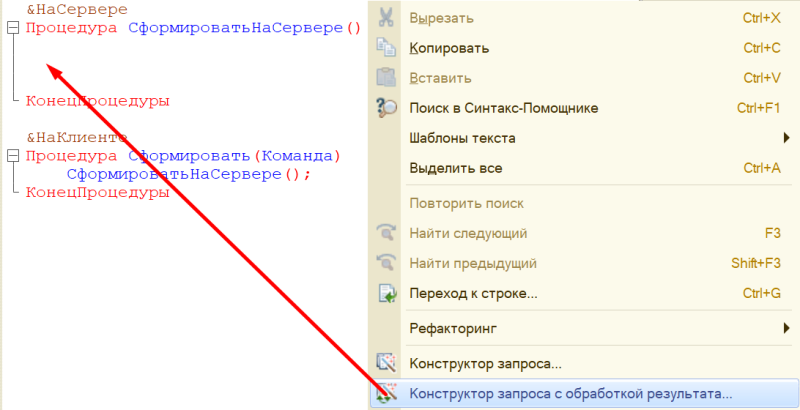 &НаСервере
Процедура СформироватьНаСервере()
КонецПроцедуры
&НаКлиенте
Процедура Сформировать(Команда)
СформироватьНаСервере();
КонецПроцедуры
Вырезать Ctrl+X
Копировать Ctrl+C
Вставить Ctrl+V
Поиск в Синтакс-Помощнике Ctrl+F1
Шаблоны текста
Выделить все Ctrl+A
Повторить поиск
Найти следующий F3
Найти предыдущий Shift+F3
Переход к строке... Ctrl+G
Рефакторинг
Конструктор запроса...
Конструктор запроса с обработкой результата...